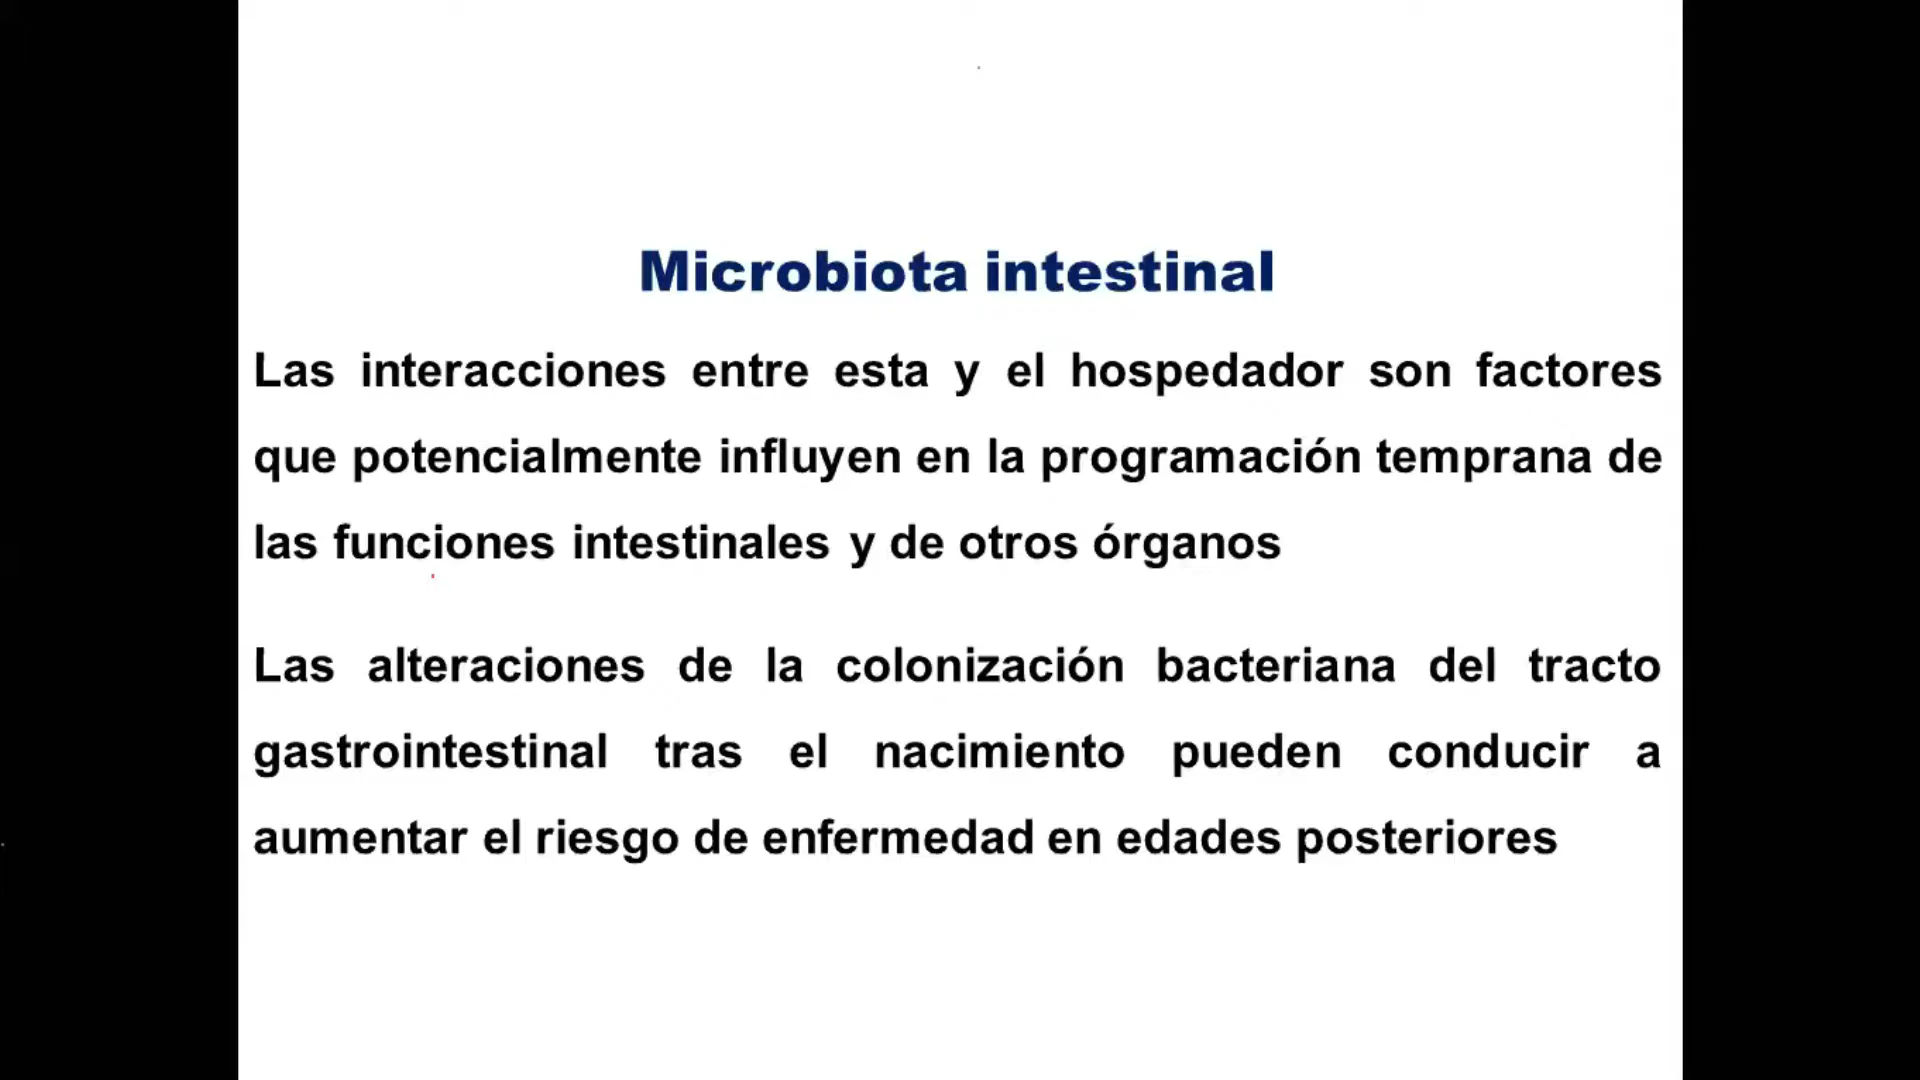 Microbiota intestinal
Las interacciones entre esta y el hospedador son factores
que potencialmente influyen en la programación temprana de
las funciones intestinales y de otros órganos
Las alteraciones de la colonización bacteriana del tracto
gastrointestinal tras el nacimiento pueden conducir a
aumentar el riesgo de enfermedad en edades posteriores